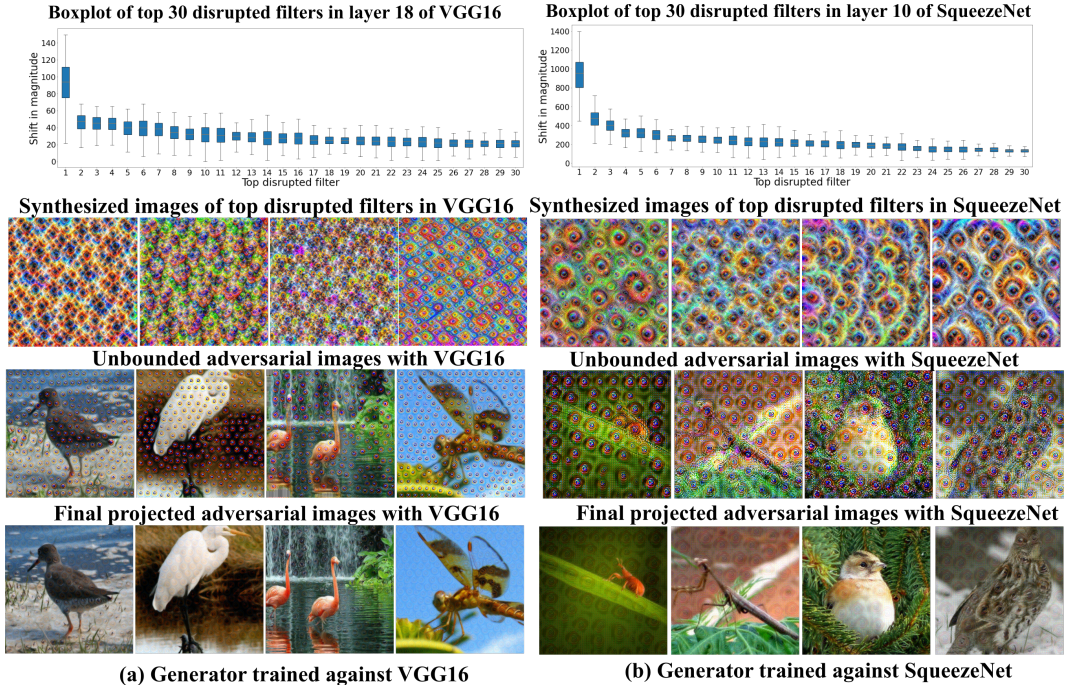 Boxplot of top 30 disrupted filters in layer 18 of VGG16
Shift in magnitude
140
120
100
80
60
40
20
0
1 2 3 4 5 6 7 8 9 10 11 12 13 14 15 16 17 18 19 20 21 22 23 24 25 26 27 28 29 30
Top disrupted filter
Synthesized images of top disrupted filters in VGG16
Unbounded adversarial images with VGG16
Final projected adversarial images with VGG16
(a) Generator trained against VGG16
Boxplot of top 30 disrupted filters in layer 10 of SqueezeNet
Shift in magnitude
1400
1200
1000
800
600
400
200
0
1 2 3 4 5 6 7 8 9 10 11 12 13 14 15 16 17 18 19 20 21 22 23 24 25 26 27 28 29 30
Top disrupted filter
Synthesized images of top disrupted filters in SqueezeNet
Unbounded adversarial images with SqueezeNet
Final projected adversarial images with SqueezeNet
(b) Generator trained against SqueezeNet